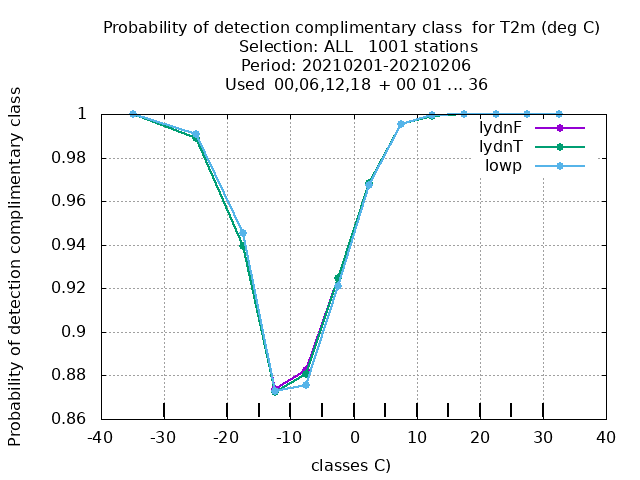 Probability of detection complimentary class for T2m (deg C)
Selection: ALL 1001 stations
Period: 20210201-20210206
Used 00,06,12,18 + 00 01 ... 36
Probability of detection complimentary class
1
0.98
0.96
0.94
0.92
0.9
0.88
0.86
lydnF
lydnT
lowp
-40 -30 -20 -10 0 10 20 30 40
classes C)